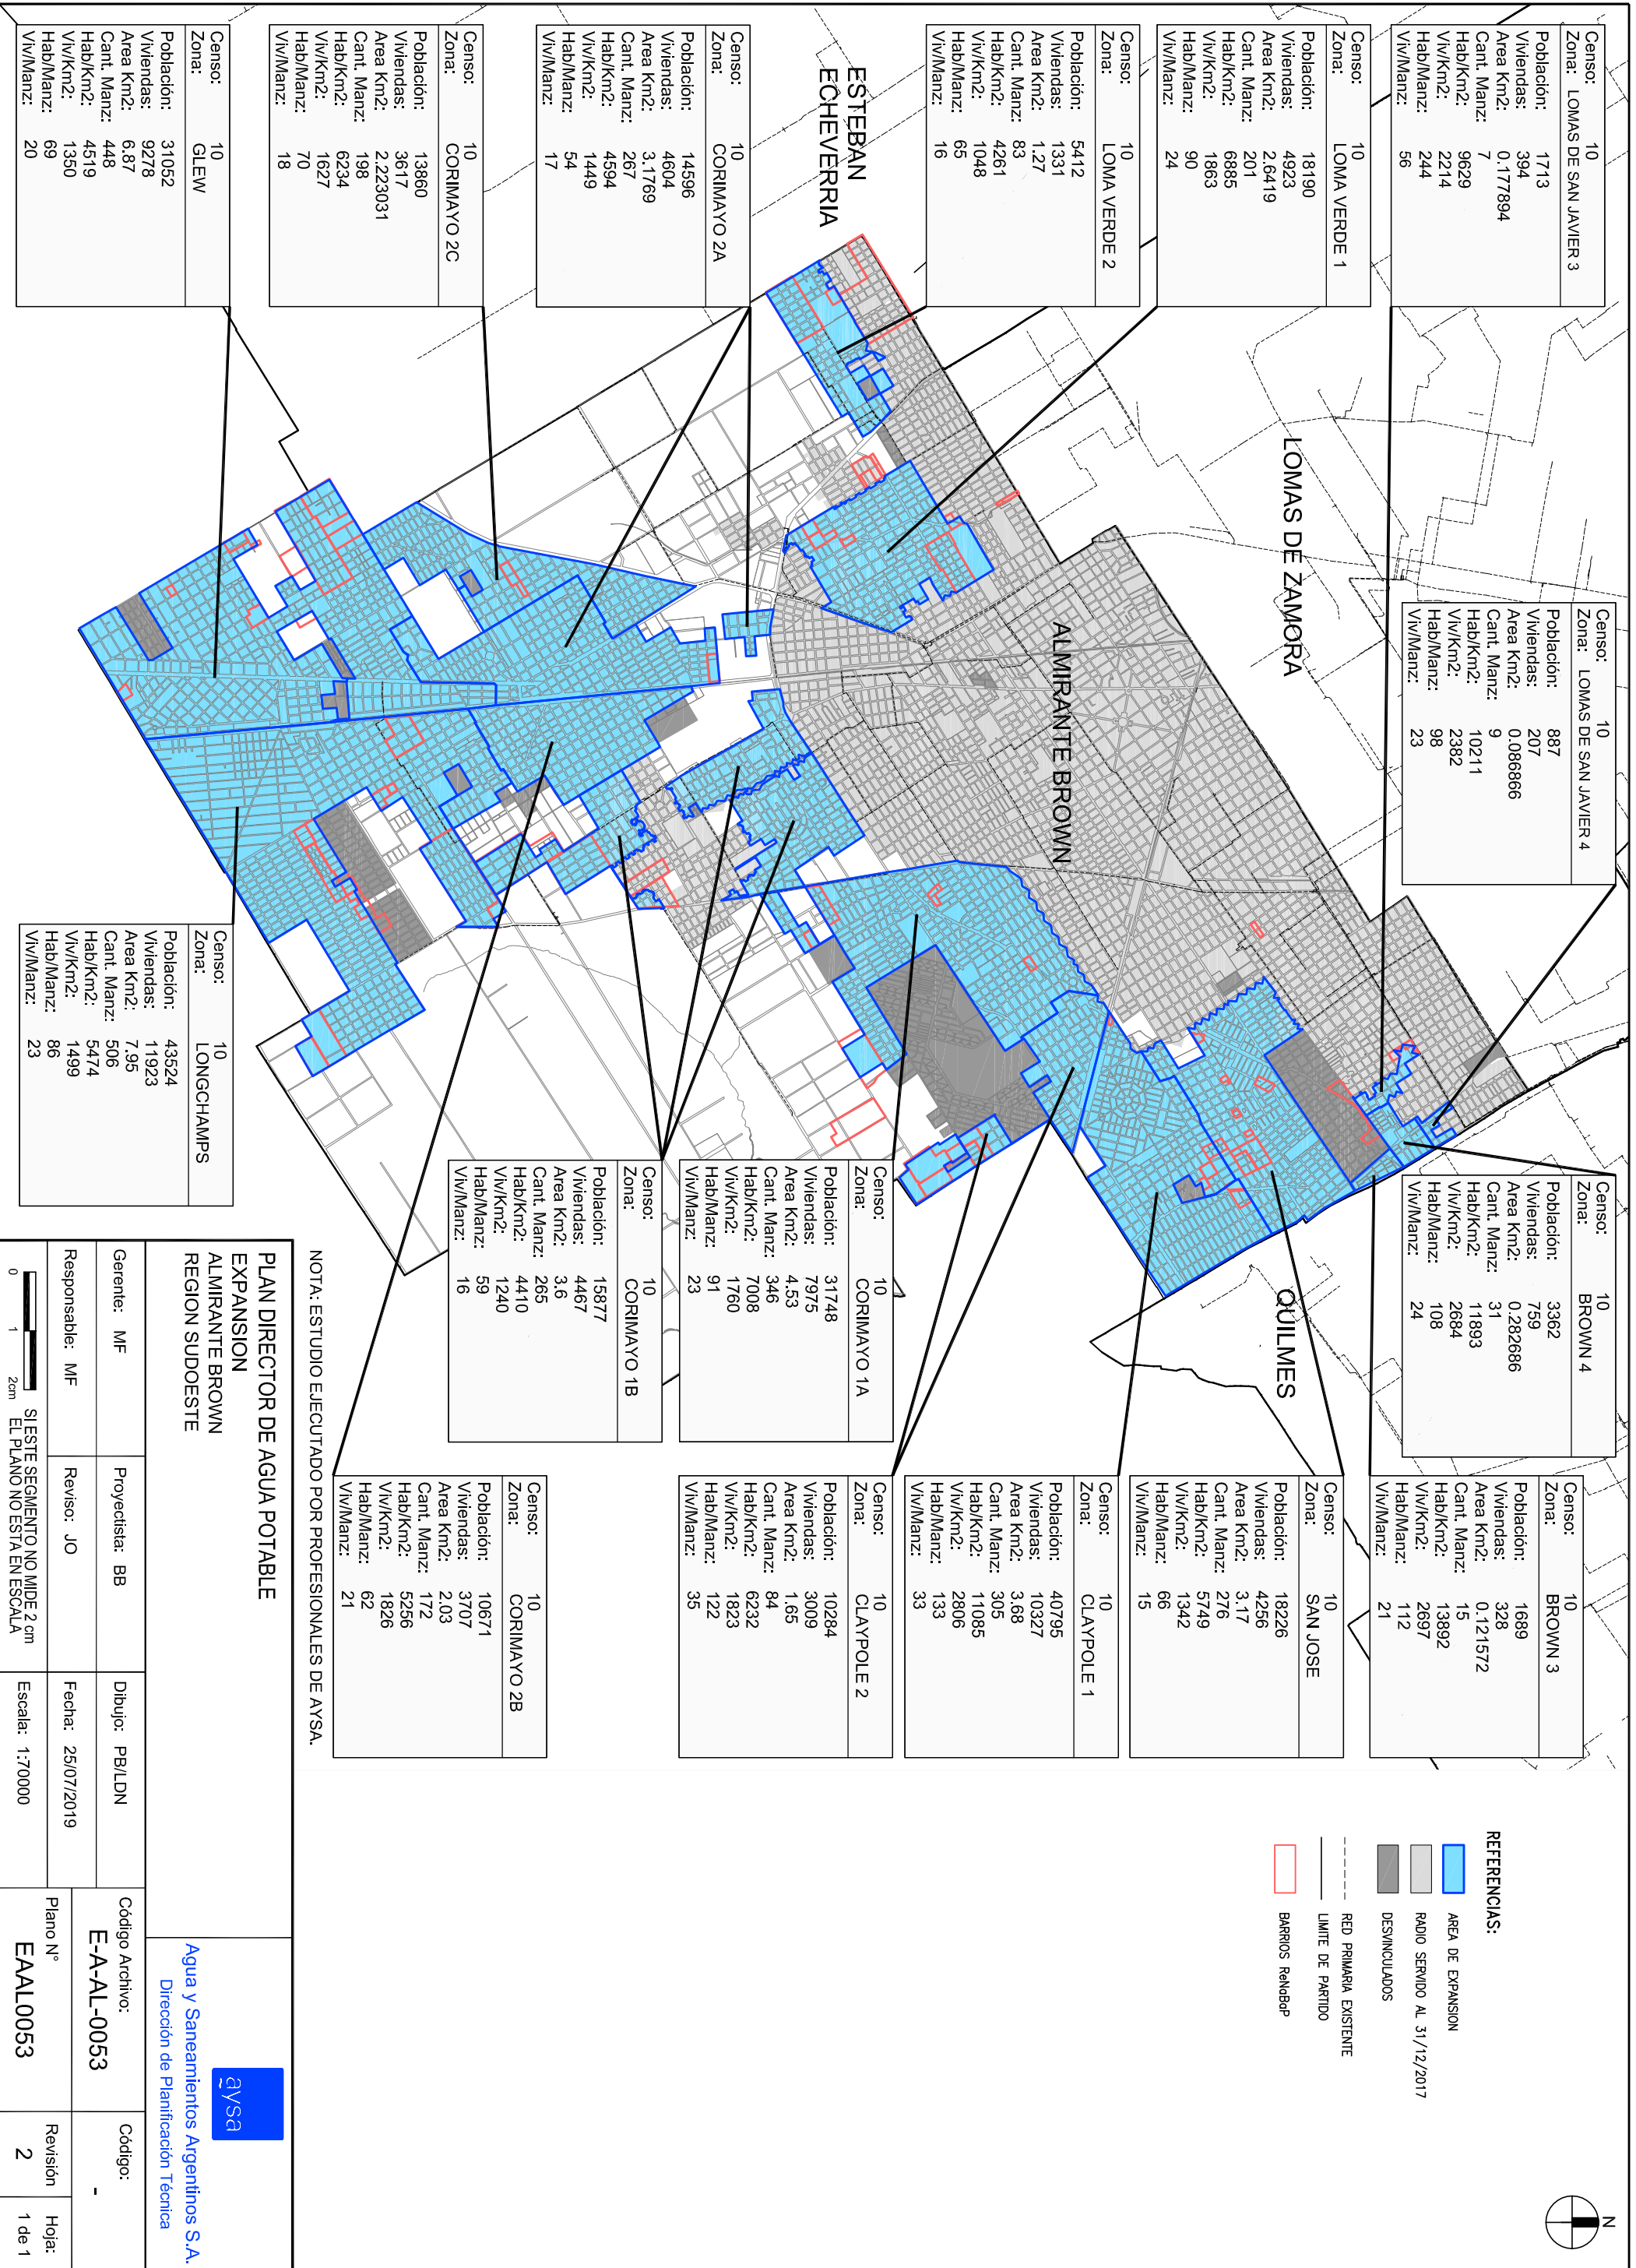 Censo: 10
Zona: LOMAS DE SAN JAVIER 3
Población: 1713
Viviendas: 394
Area Km2: 0.177894
Cant. Manz: 7
Hab/Km2: 9629
Viv/Km2: 2214
Hab/Manz: 244
Viv/Manz: 56
Censo: 10
Zona: LOMA VERDE 1
Población: 18190
Viviendas: 4923
Area Km2: 2.6419
Cant. Manz: 201
Hab/Km2: 6885
Viv/Km2: 1863
Hab/Manz: 90
Viv/Manz: 24
Censo: 10
Zona: LOMA VERDE 2
Población: 5412
Viviendas: 1331
Area Km2: 1.27
Cant. Manz: 83
Hab/Km2: 4261
Viv/Km2: 1048
Hab/Manz: 65
Viv/Manz: 16
ESTEBAN
ECHEVERRIA
Censo: 10
Zona: CORIMAYO 2A
Población: 14596
Viviendas: 4604
Area Km2: 3.1769
Cant. Manz: 267
Hab/Km2: 4594
Viv/Km2: 1449
Hab/Manz: 54
Viv/Manz: 17
Censo: 10
Zona: CORIMAYO 2C
Población: 13860
Viviendas: 3617
Area Km2: 2.223031
Cant. Manz: 198
Hab/Km2: 6234
Viv/Km2: 1627
Hab/Manz: 70
Viv/Manz: 18
Censo: 10
Zona: GLEW
Población: 31052
Viviendas: 9278
Area Km2: 6.87
Cant. Manz: 448
Hab/Km2: 4519
Viv/Km2: 1350
Hab/Manz: 69
Viv/Manz: 20
LOMAS DE ZAMORA
ALMIRANTE BROWN
QUILMES
Censo: 10
Zona: LOMAS DE SAN JAVIER 4
Población: 887
Viviendas: 207
Area Km2: 0.086866
Cant. Manz: 9
Hab/Km2: 10211
Viv/Km2: 2382
Hab/Manz: 98
Viv/Manz: 23
Censo: 10
Zona: LONGCHAMPS
Población: 43524
Viviendas: 11923
Area Km2: 7.95
Cant. Manz: 506
Hab/Km2: 5474
Viv/Km2: 1499
Hab/Manz: 86
Viv/Manz: 23
Censo: 10
Zona: BROWN 4
Población: 3362
Viviendas: 759
Area Km2: 0.282686
Cant. Manz: 31
Hab/Km2: 11893
Viv/Km2: 2684
Hab/Manz: 108
Viv/Manz: 24
Censo: 10
Zona: CORIMAYO 1A
Población: 31748
Viviendas: 7975
Area Km2: 4.53
Cant. Manz: 346
Hab/Km2: 7008
Viv/Km2: 1760
Hab/Manz: 91
Viv/Manz: 23
Censo: 10
Zona: CORIMAYO 1B
Población: 15877
Viviendas: 4467
Area Km2: 3.6
Cant. Manz: 265
Hab/Km2: 4410
Viv/Km2: 1240
Hab/Manz: 59
Viv/Manz: 16
Censo: 10
Zona: BROWN 3
Población: 1689
Viviendas: 328
Area Km2: 0.121572
Cant. Manz: 15
Hab/Km2: 13892
Viv/Km2: 2697
Hab/Manz: 112
Viv/Manz: 21
Censo: 10
Zona: SAN JOSE
Población: 18226
Viviendas: 4256
Area Km2: 3.17
Cant. Manz: 276
Hab/Km2: 5749
Viv/Km2: 1342
Hab/Manz: 66
Viv/Manz: 15
Censo: 10
Zona: CLAYPOLE 1
Población: 40795
Viviendas: 10327
Area Km2: 3.68
Cant. Manz: 305
Hab/Km2: 11085
Viv/Km2: 2806
Hab/Manz: 133
Viv/Manz: 33
Censo: 10
Zona: CLAYPOLE 2
Población: 10284
Viviendas: 3009
Area Km2: 1.65
Cant. Manz: 84
Hab/Km2: 6232
Viv/Km2: 1823
Hab/Manz: 122
Viv/Manz: 35
Censo: 10
Zona: CORIMAYO 2B
Población: 10671
Viviendas: 3707
Area Km2: 2.03
Cant. Manz: 172
Hab/Km2: 5256
Viv/Km2: 1826
Hab/Manz: 62
Viv/Manz: 21
NOTA: ESTUDIO EJECUTADO POR PROFESIONALES DE AYSA.
REFERENCIAS:
AREA DE EXPANSION
RADIO SERVIDO AL 31/12/2017
DESVINCULADOS
RED PRIMARIA EXISTENTE
LIMITE DE PARTIDO
BARRIOS ReNaBaP
N
PLAN DIRECTOR DE AGUA POTABLE
EXPANSION
ALMIRANTE BROWN
REGION SUDOESTE
aysa
Agua y Saneamientos Argentinos S.A.
Dirección de Planificación Técnica
Gerente: MF
Proyectista: BB
Dibujo: PB/LDN
Código Archivo:
E-A-AL-0053
Código:
-
Responsable: MF
Reviso: JO
Fecha: 25/07/2019
Plano N°
EAAL0053
Revisión
2
Hoja:
1 de 1
0 1 2cm
SI ESTE SEGMENTO NO MIDE 2 cm
EL PLANO NO ESTA EN ESCALA
Escala: 1:70000